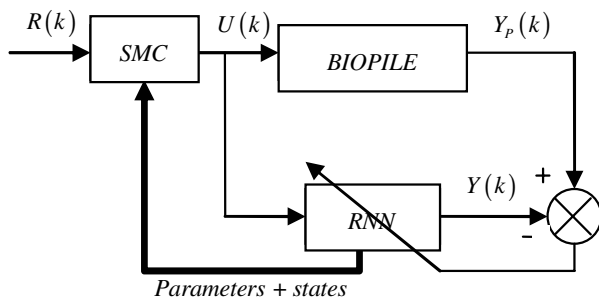 R(k)
SMC
U(k)
BIOPILE
Y_P(k)
RNN
Y(k)
+
-
Parameters + states